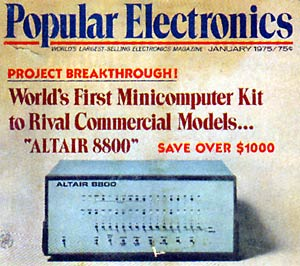 Popular Electronics
WORLD'S LARGEST-SELLING ELECTRONICS MAGAZINE JANUARY 1975/75¢
PROJECT BREAKTHROUGH!
World's First Minicomputer Kit
to Rival Commercial Models...
"ALTAIR 8800" SAVE OVER $1000
ALTAIR 8800